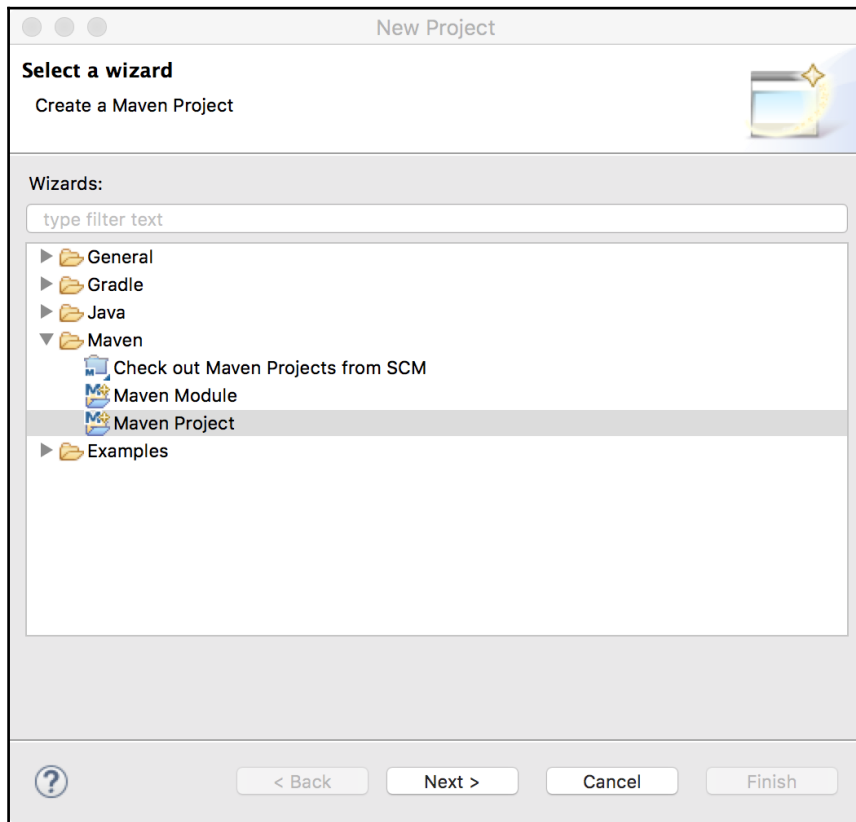 New Project
Select a wizard
Create a Maven Project
Wizards:
type filter text
General
Gradle
Java
Maven
Check out Maven Projects from SCM
Maven Module
Maven Project
Examples
? < Back Next > Cancel Finish